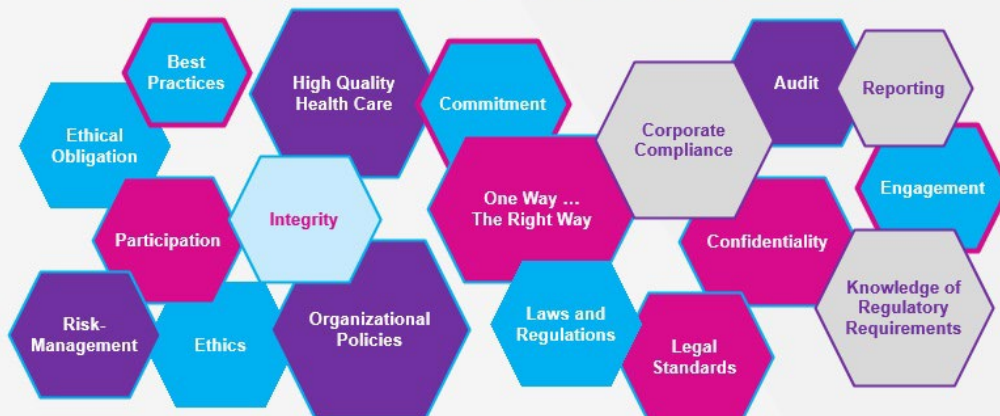 Best
Practices
High Quality
Health Care
Commitment
Audit
Reporting
Ethical
Obligation
Corporate
Compliance
Engagement
Participation
Integrity
One Way ...
The Right Way
Confidentiality
Risk-
Management
Ethics
Organizational
Policies
Laws and
Regulations
Legal
Standards
Knowledge of
Regulatory
Requirements